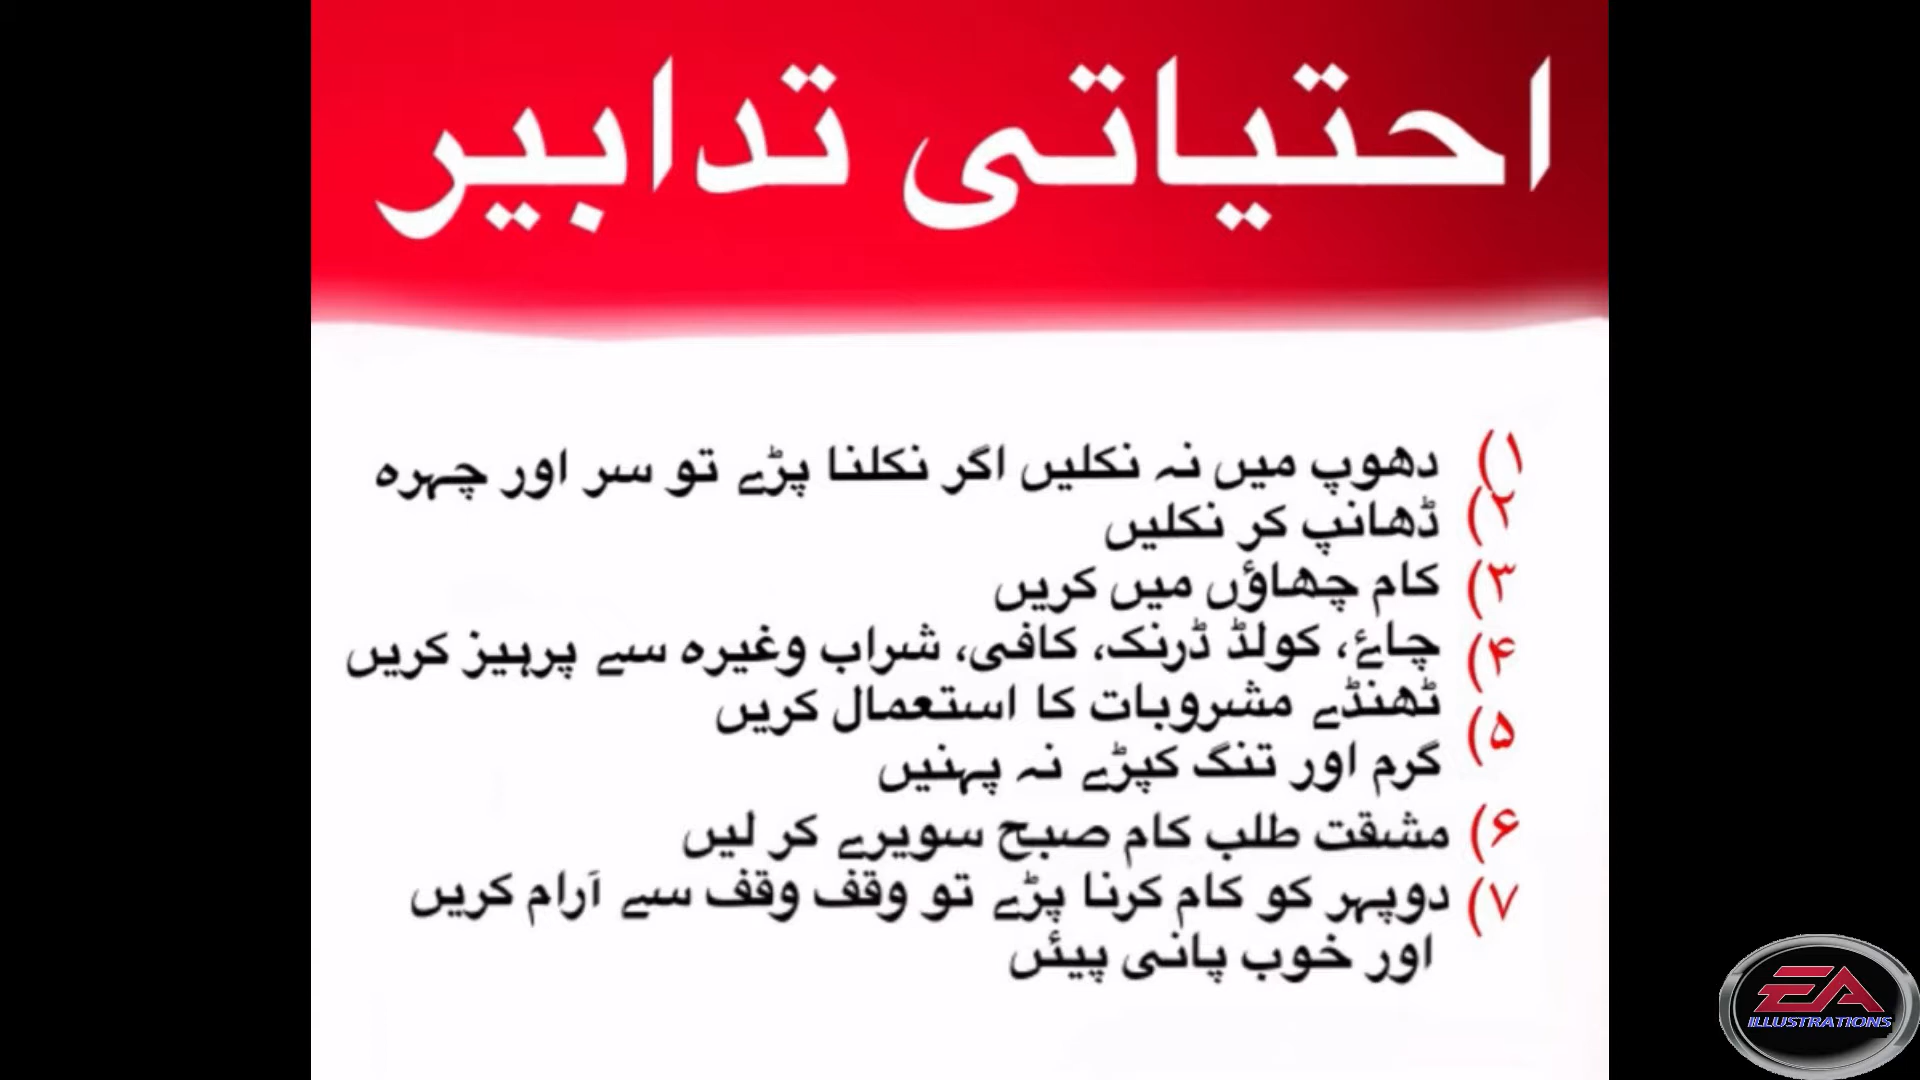 احتیاتی تدابیر
۱) دھوپ میں نہ نکلیں اگر نکلنا پڑے تو سر اور چہرہ
۲) ڈھانپ کر نکلیں
۳) کام چھاؤں میں کریں
۴) چاۓ، کولڈ ڈرنک، کافی، شراب وغیرہ سے پرہیز کریں
ٹھنڈے مشروبات کا استعمال کریں
۵) گرم اور تنگ کپڑے نہ پہنیں
۶) مشقت طلب کام صبح سویرے کر لیں
۷) دوپہر کو کام کرنا پڑے تو وقف وقف سے آرام کریں
اور خوب پانی پیئں
EA
ILLUSTRATIONS